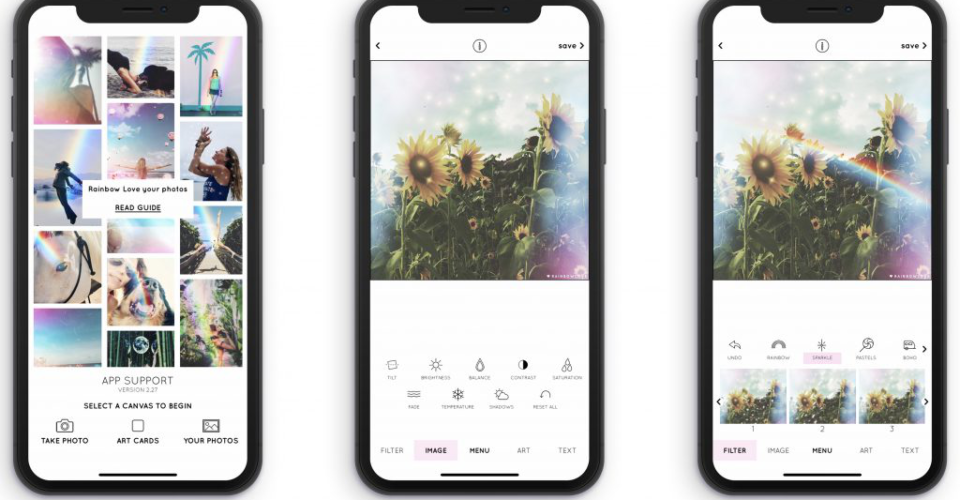 Rainbow Love your photos
READ GUIDE
APP SUPPORT
VERSION 2.27
SELECT A CANVAS TO BEGIN
TAKE PHOTO
ART CARDS
YOUR PHOTOS
save
TILT
BRIGHTNESS
BALANCE
CONTRAST
SATURATION
FADE
TEMPERATURE
SHADOWS
RESET ALL
FILTER
IMAGE
MENU
ART
TEXT
save
UNDO
RAINBOW
SPARKLE
PASTELS
BOHO
1
2
3
FILTER
IMAGE
MENU
ART
TEXT